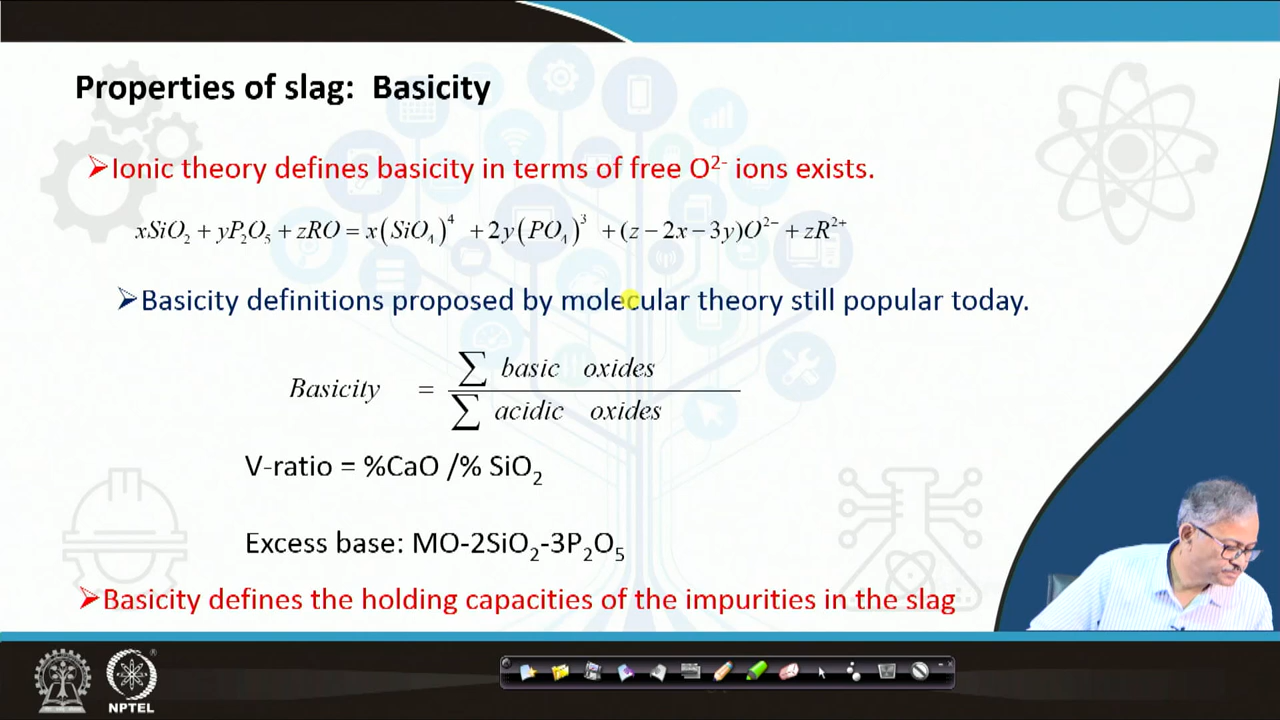 Properties of slag: Basicity
➢Ionic theory defines basicity in terms of free O²⁻ ions exists.
xSiO₂ + yP₂O₅ + zRO = x(SiO₄)⁴ + 2y(PO₄)³ + (z − 2x − 3y)O²⁻ + zR²⁺
➢Basicity definitions proposed by molecular theory still popular today.
Basicity = ∑ basic oxides / ∑ acidic oxides
V-ratio = %CaO /% SiO₂
Excess base: MO-2SiO₂-3P₂O₅
➢Basicity defines the holding capacities of the impurities in the slag
NPTEL